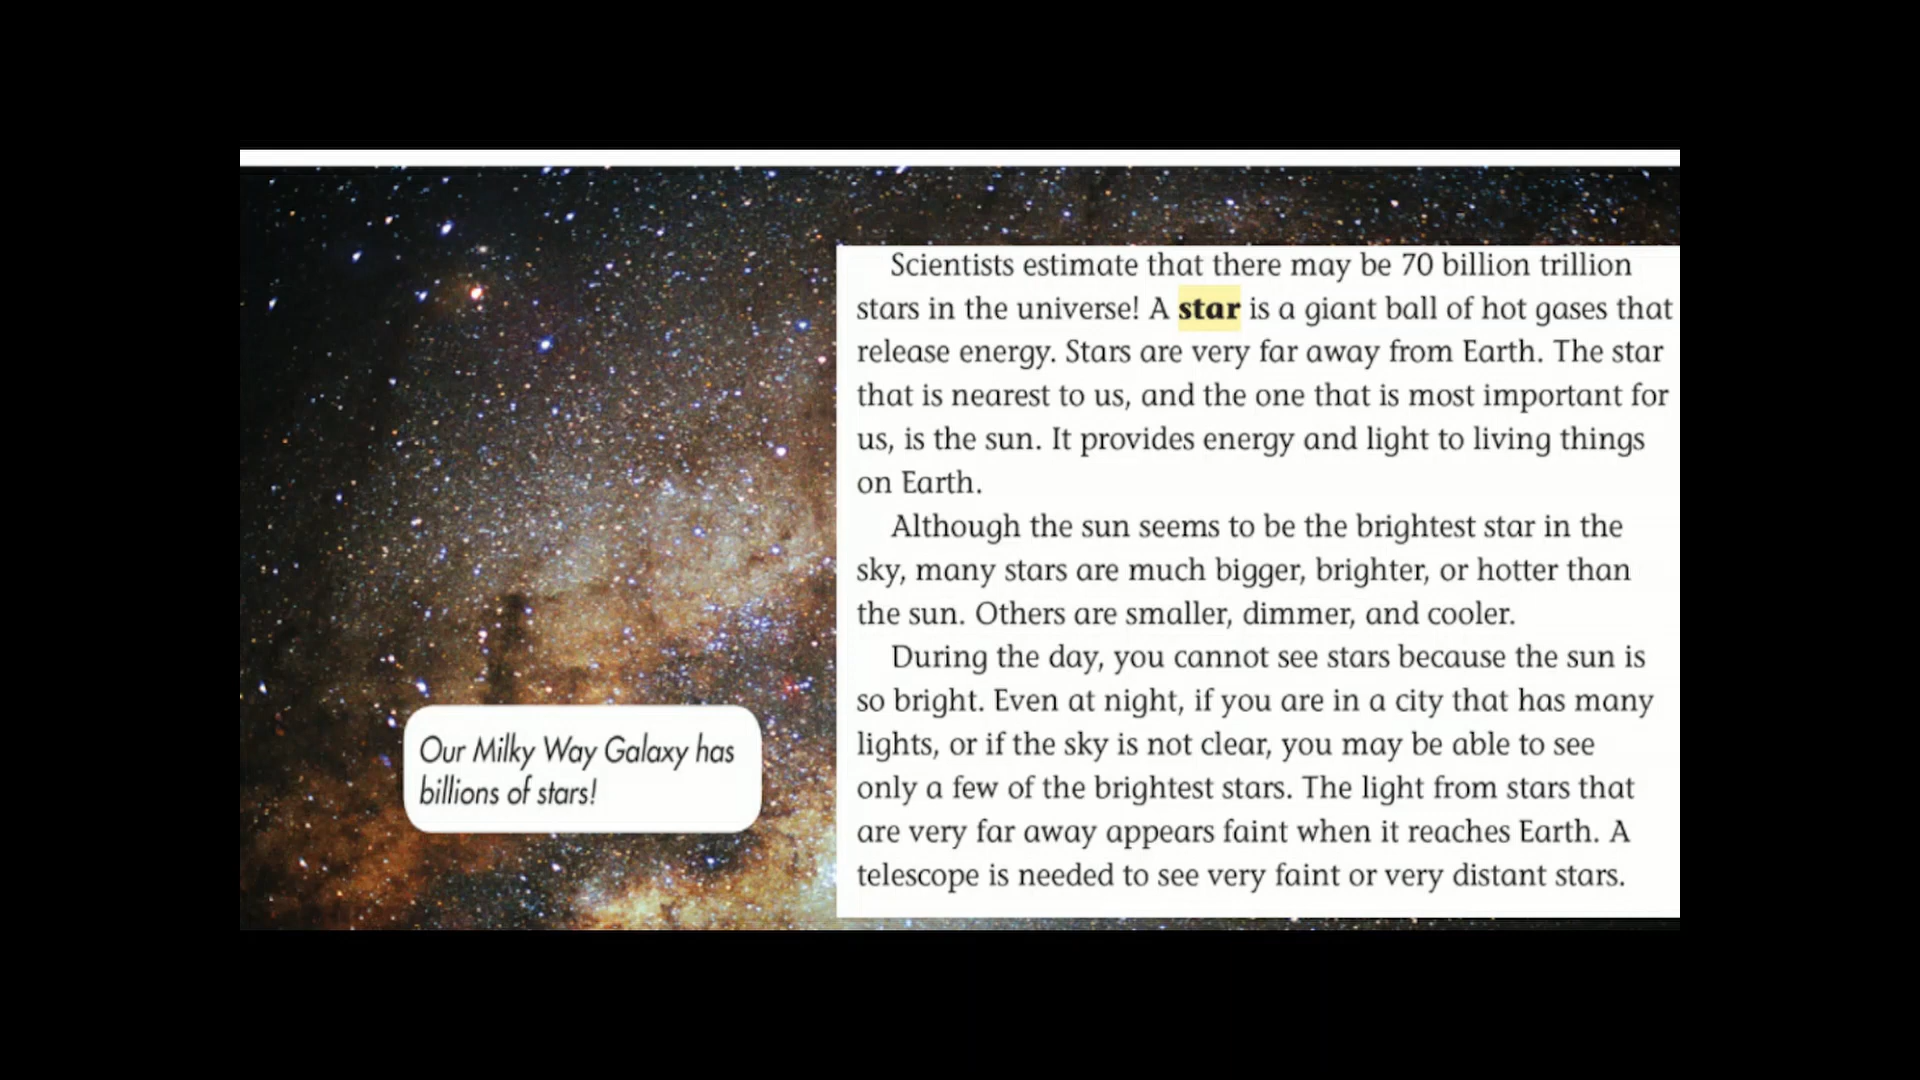 Scientists estimate that there may be 70 billion trillion
stars in the universe! A star is a giant ball of hot gases that
release energy. Stars are very far away from Earth. The star
that is nearest to us, and the one that is most important for
us, is the sun. It provides energy and light to living things
on Earth.
Although the sun seems to be the brightest star in the
sky, many stars are much bigger, brighter, or hotter than
the sun. Others are smaller, dimmer, and cooler.
During the day, you cannot see stars because the sun is
so bright. Even at night, if you are in a city that has many
lights, or if the sky is not clear, you may be able to see
only a few of the brightest stars. The light from stars that
are very far away appears faint when it reaches Earth. A
telescope is needed to see very faint or very distant stars.
Our Milky Way Galaxy has
billions of stars!